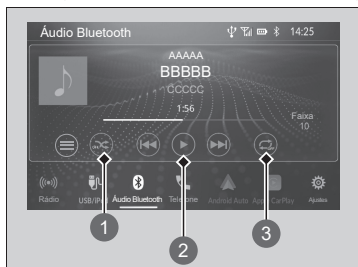 Áudio Bluetooth 14:25
AAAAA
BBBBB
CCCCC
1:56
Faixa
10
Rádio USB/iPod Áudio Bluetooth Telefone Android Auto Apple CarPlay Ajustes
1
2
3